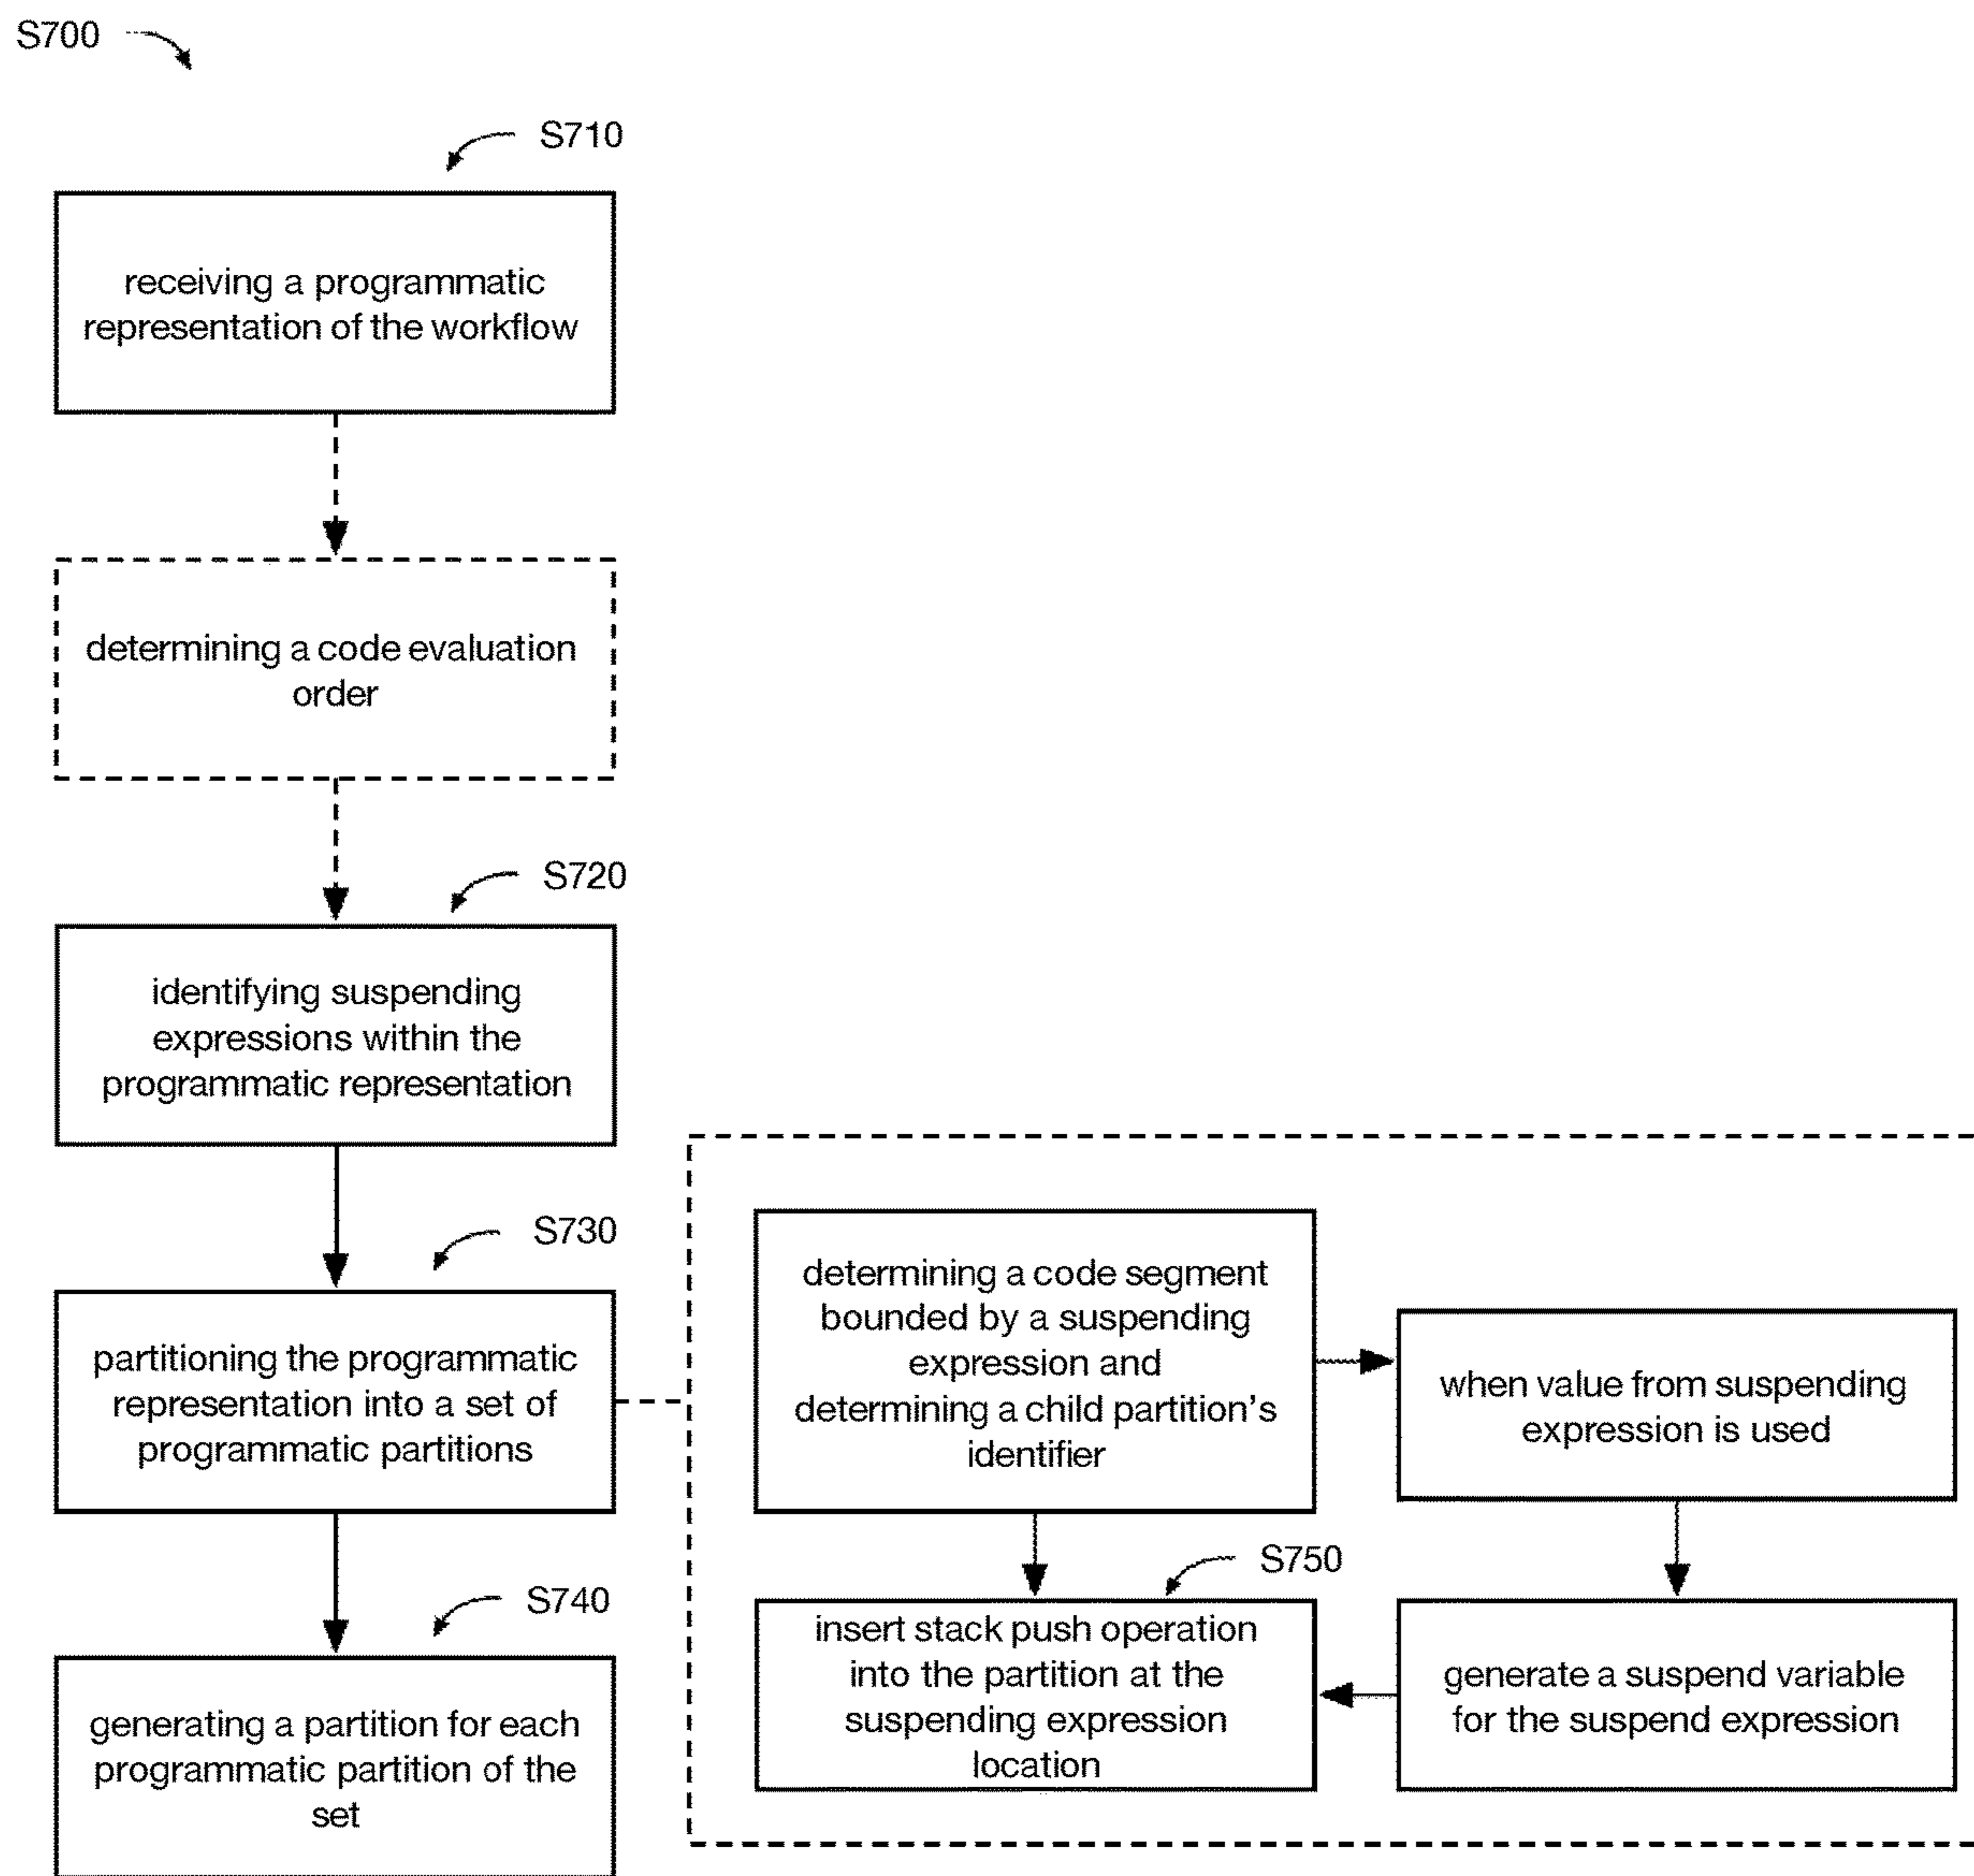 S700
S710
receiving a programmatic
representation of the workflow
determining a code evaluation
order
S720
identifying suspending
expressions within the
programmatic representation
S730
partitioning the programmatic
representation into a set of
programmatic partitions
S740
generating a partition for each
programmatic partition of the
set
determining a code segment
bounded by a suspending
expression and
determining a child partition's
identifier
when value from suspending
expression is used
S750
insert stack push operation
into the partition at the
suspending expression
location
generate a suspend variable
for the suspend expression